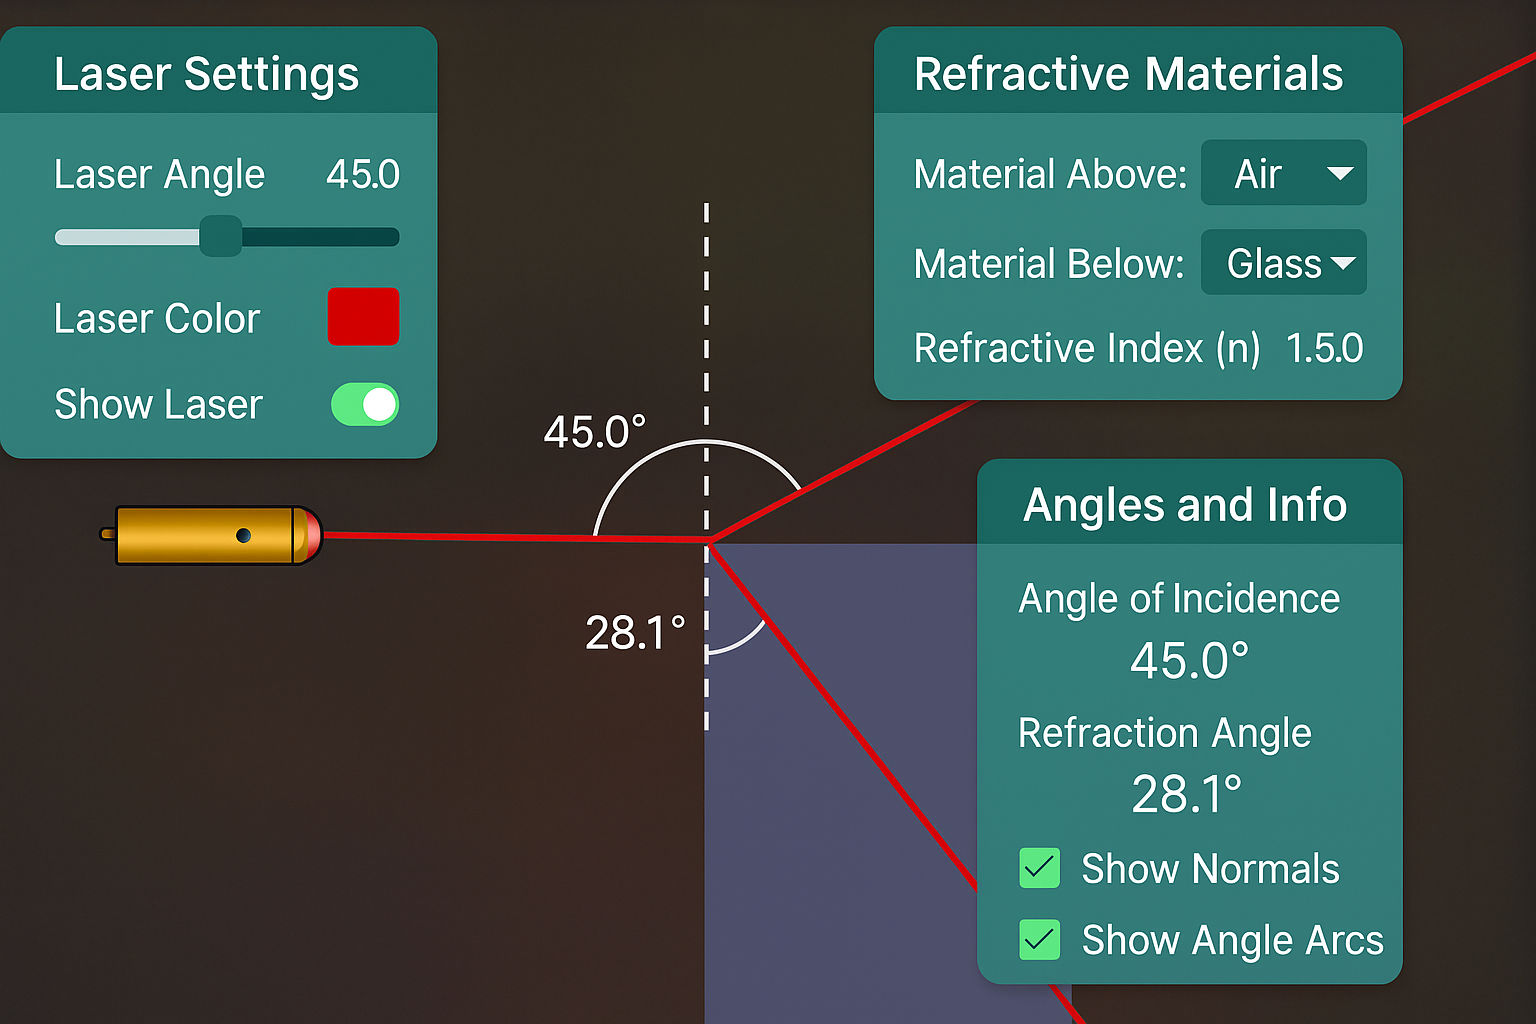 Laser Settings
Laser Angle 45.0
Laser Color
Show Laser
Refractive Materials
Material Above: Air
Material Below: Glass
Refractive Index (n) 1.5.0
45.0°
28.1°
Angles and Info
Angle of Incidence
45.0°
Refraction Angle
28.1°
Show Normals
Show Angle Arcs